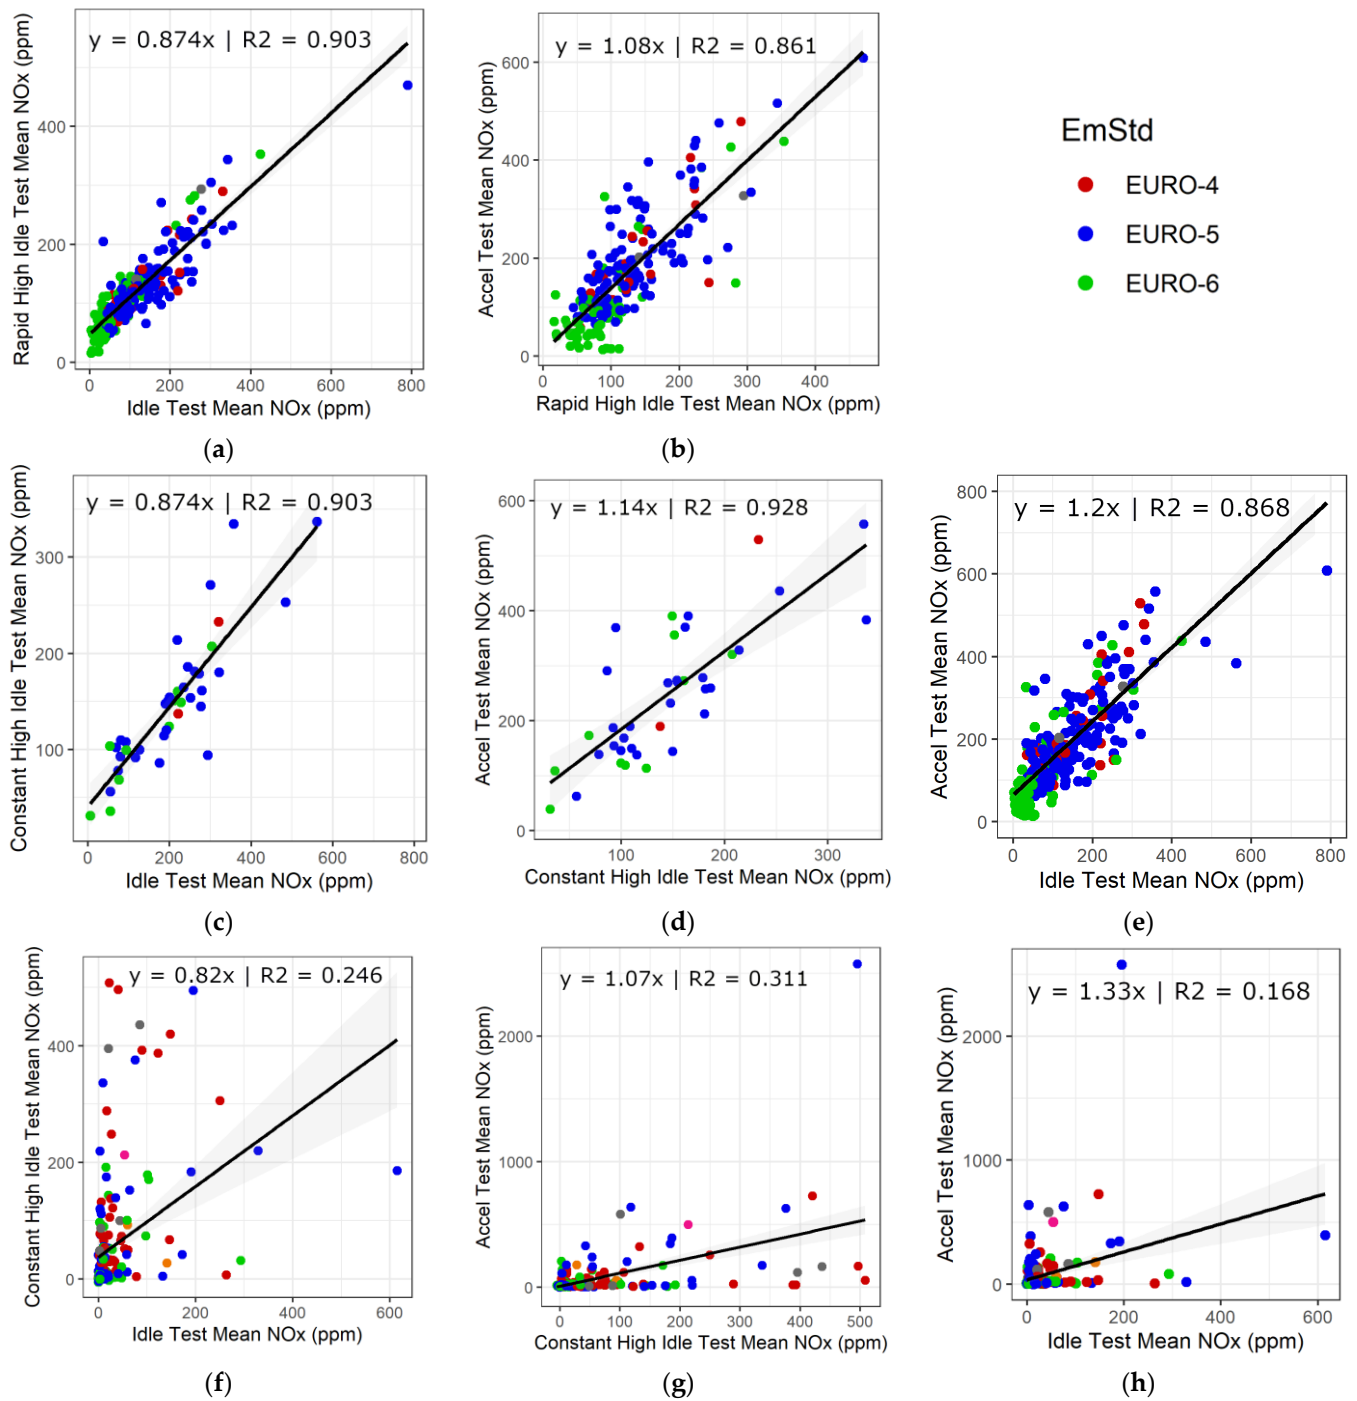 y = 0.874x | R2 = 0.903
Rapid High Idle Test Mean NOx (ppm)
400
200
0
0 200 400 600 800
Idle Test Mean NOx (ppm)
(a)
y = 1.08x | R2 = 0.861
Accel Test Mean NOx (ppm)
600
400
200
0
0 100 200 300 400
Rapid High Idle Test Mean NOx (ppm)
(b)
EmStd
EURO-4
EURO-5
EURO-6
y = 0.874x | R2 = 0.903
Constant High Idle Test Mean NOx (ppm)
300
200
100
0 200 400 600 800
Idle Test Mean NOx (ppm)
(c)
y = 1.14x | R2 = 0.928
Accel Test Mean NOx (ppm)
600
400
200
0
100 200 300
Constant High Idle Test Mean NOx (ppm)
(d)
y = 1.2x | R2 = 0.868
Accel Test Mean NOx (ppm)
800
600
400
200
0
0 200 400 600 800
Idle Test Mean NOx (ppm)
(e)
y = 0.82x | R2 = 0.246
Constant High Idle Test Mean NOx (ppm)
400
200
0
0 200 400 600
Idle Test Mean NOx (ppm)
(f)
y = 1.07x | R2 = 0.311
Accel Test Mean NOx (ppm)
2000
1000
0
0 100 200 300 400 500
Constant High Idle Test Mean NOx (ppm)
(g)
y = 1.33x | R2 = 0.168
Accel Test Mean NOx (ppm)
2000
1000
0
0 200 400 600
Idle Test Mean NOx (ppm)
(h)